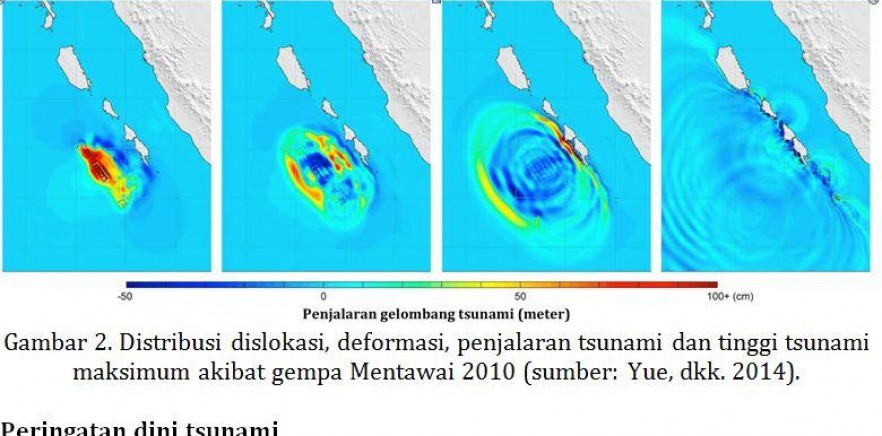 -50 0 50 100+ (cm)
Penjalaran gelombang tsunami (meter)
Gambar 2. Distribusi dislokasi, deformasi, penjalaran tsunami dan tinggi tsunami
maksimum akibat gempa Mentawai 2010 (sumber: Yue, dkk. 2014).
Peringatan dini tsunami